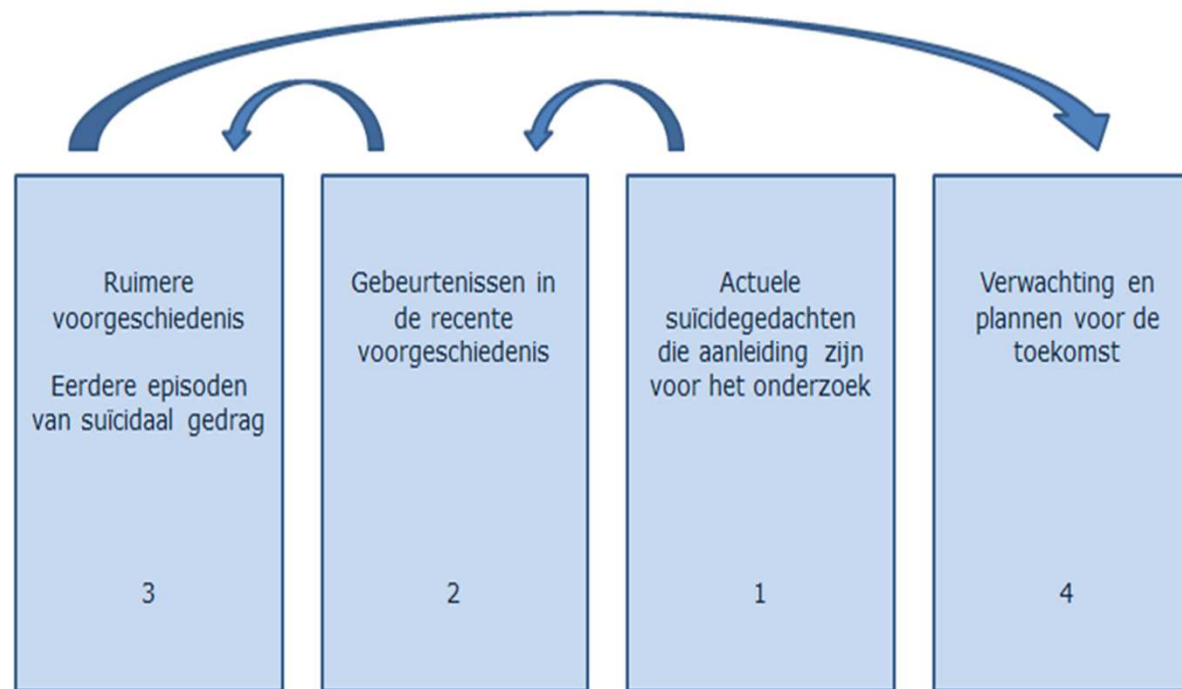 Ruimere
voorgeschiedenis
Eerdere episoden
van suïcidaal gedrag
3
Gebeurtenissen in
de recente
voorgeschiedenis
2
Actuele
suïcidegedachten
die aanleiding zijn
voor het onderzoek
1
Verwachting en
plannen voor de
toekomst
4